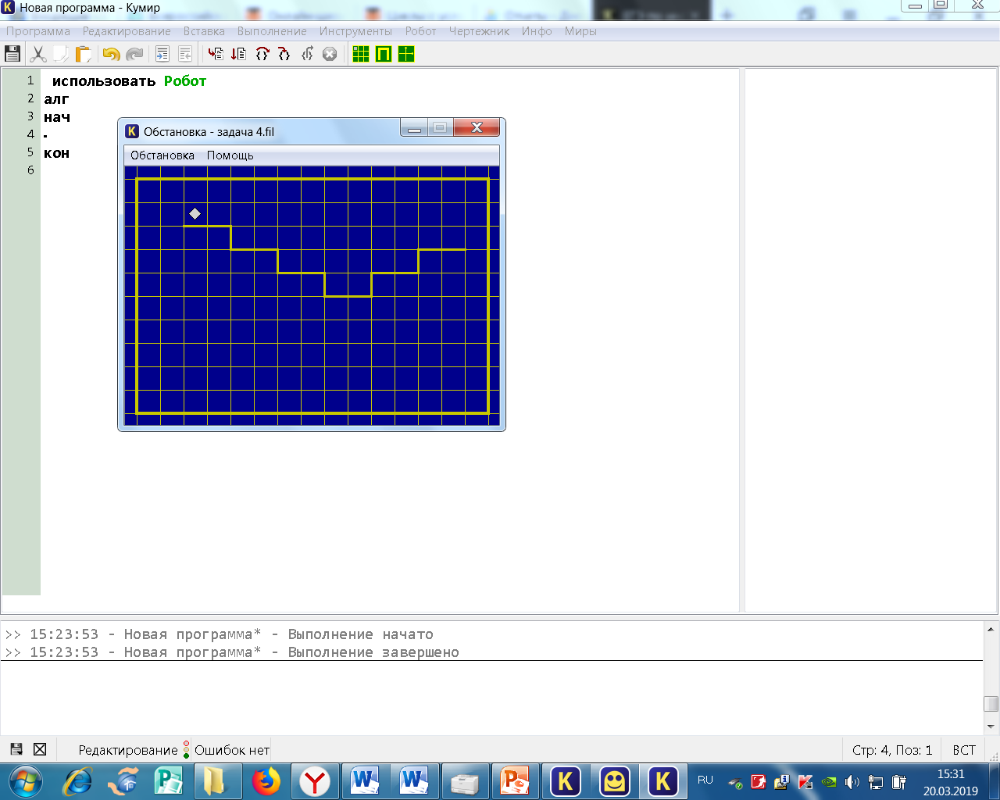 Новая программа - Кумир
Программа Редактирование Вставка Выполнение Инструменты Робот Чертежник Инфо Миры
1 использовать Робот
2 алг
3 нач
4 -
5 кон
6
Обстановка - задача 4.fil
Обстановка Помощь
>> 15:23:53 - Новая программа* - Выполнение начато
>> 15:23:53 - Новая программа* - Выполнение завершено
Редактирование Ошибок нет Стр: 4, Поз: 1 ВСТ
RU 15:31
20.03.2019